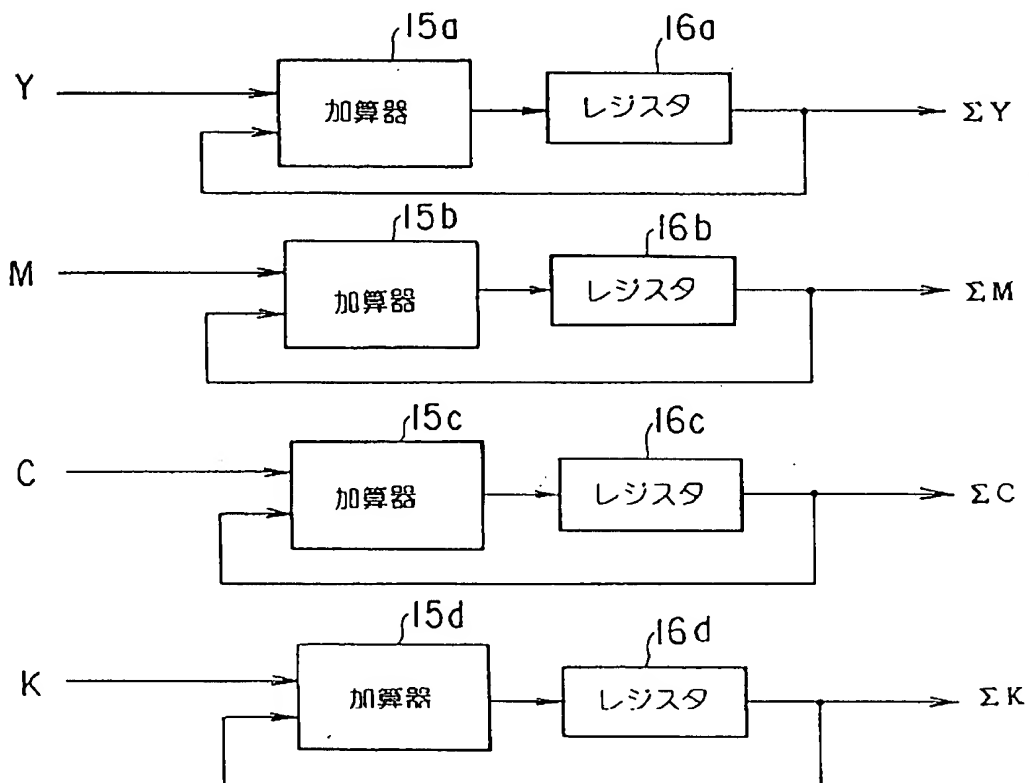 15a 16a
Y 加算器 レジスタ ΣY
15b 16b
M 加算器 レジスタ ΣM
15c 16c
C 加算器 レジスタ ΣC
15d 16d
K 加算器 レジスタ ΣK